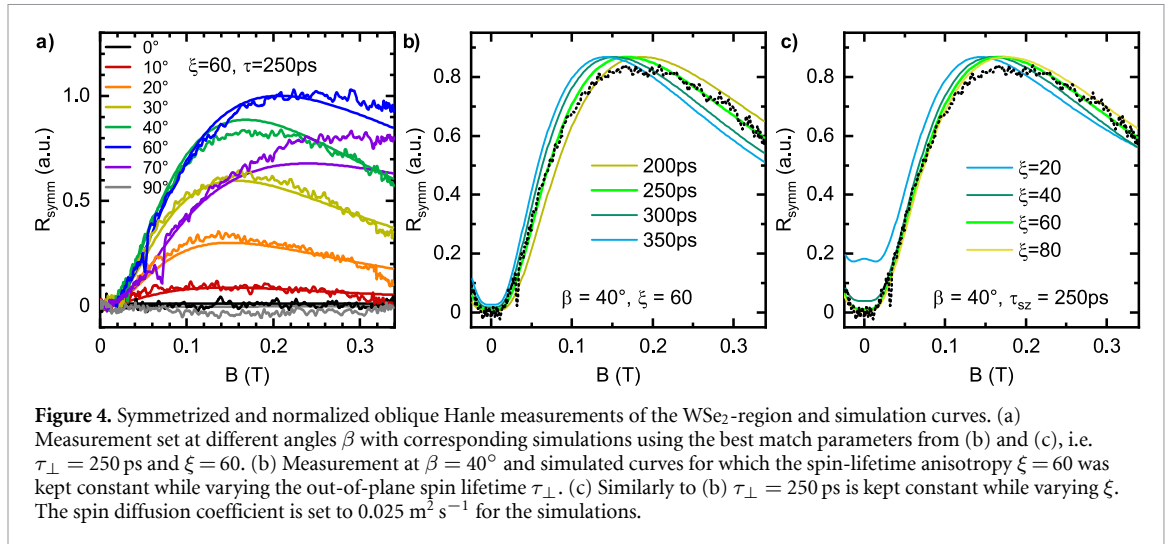 a)
0°
10°
20°
30°
40°
60°
70°
90°
ξ=60, τ=250ps
1.0
0.5
0
R_symm (a.u.)
0 0.1 0.2 0.3
B (T)
b)
0.8
0.6
0.4
0.2
0
R_symm (a.u.)
200ps
250ps
300ps
350ps
β = 40°, ξ = 60
0 0.1 0.2 0.3
B (T)
c)
0.8
0.6
0.4
0.2
0
R_symm (a.u.)
ξ=20
ξ=40
ξ=60
ξ=80
β = 40°, τ_sz = 250ps
0 0.1 0.2 0.3
B (T)
Figure 4. Symmetrized and normalized oblique Hanle measurements of the WSe₂-region and simulation curves. (a)
Measurement set at different angles β with corresponding simulations using the best match parameters from (b) and (c), i.e.
τ⊥ = 250 ps and ξ = 60. (b) Measurement at β = 40° and simulated curves for which the spin-lifetime anisotropy ξ = 60 was
kept constant while varying the out-of-plane spin lifetime τ⊥. (c) Similarly to (b) τ⊥ = 250 ps is kept constant while varying ξ.
The spin diffusion coefficient is set to 0.025 m² s⁻¹ for the simulations.